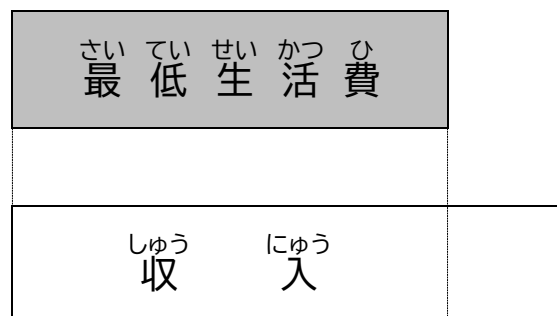 さい てい せい かつ ひ
最 低 生 活 費
しゅう にゅう
収 入